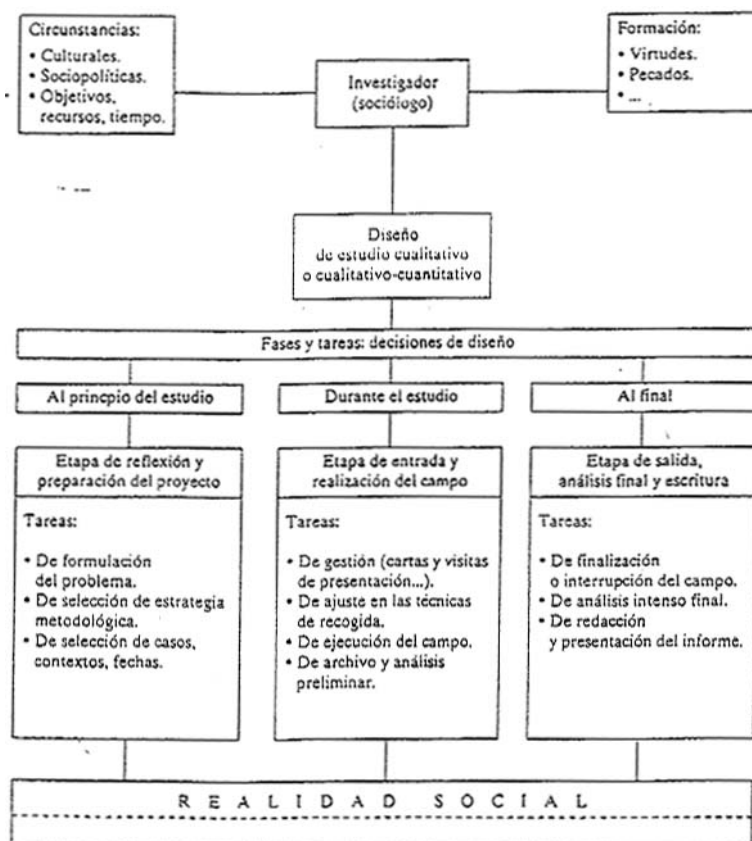 Circunstancias:
• Culturales.
• Sociopolíticas.
• Objetivos,
recursos, tiempo.
Investigador
(sociólogo)
Formación:
• Virtudes.
• Pecados.
• ...
Diseño
de estudio cualitativo
o cualitativo-cuantitativo
Fases y tareas: decisiones de diseño
Al princpio del estudio
Durante el estudio
Al final
Etapa de reflexión y
preparación del proyecto
Tareas:
• De formulación
del problema.
• De selección de estrategia
metodológica.
• De selección de casos,
contextos, fechas.
Etapa de entrada y
realización del campo
Tareas:
• De gestión (cartas y visitas
de presentación...).
• De ajuste en las técnicas
de recogida.
• De ejecución del campo.
• De archivo y análisis
preliminar.
Etapa de salida,
análisis final y escritura
Tareas:
• De finalización
o interrupción del campo.
• De análisis intenso final.
• De redacción
y presentación del informe.
REALIDAD SOCIAL